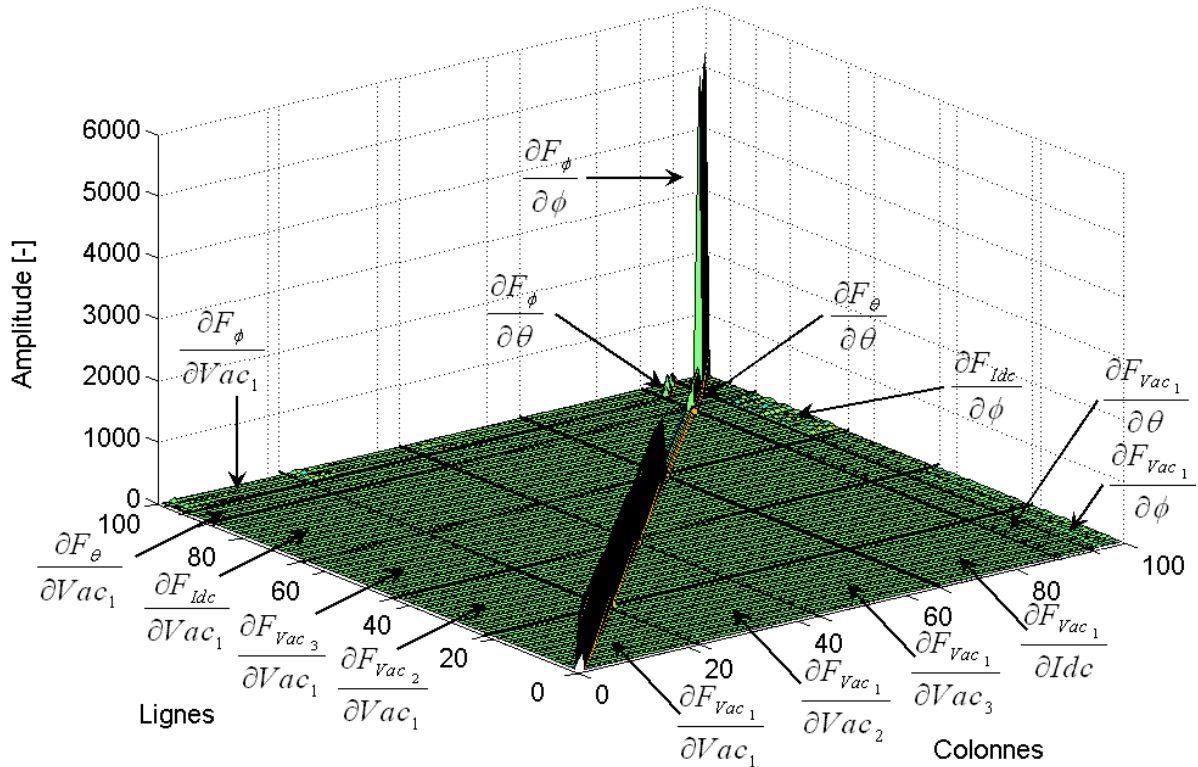 6000
5000
4000
3000
2000
1000
0
Amplitude [-]
∂F_ϕ / ∂ϕ
∂F_ϕ / ∂θ
∂F_θ / ∂θ
∂F_ϕ / ∂Vac_1
∂F_Idc / ∂ϕ
∂F_Vac_1 / ∂θ
∂F_Vac_1 / ∂ϕ
100
80
60
40
20
0
Lignes
∂F_θ / ∂Vac_1
∂F_Idc / ∂Vac_1
∂F_Vac_3 / ∂Vac_1
∂F_Vac_2 / ∂Vac_1
∂F_Vac_1 / ∂Vac_1
∂F_Vac_1 / ∂Vac_2
∂F_Vac_1 / ∂Vac_3
∂F_Vac_1 / ∂Idc
0
20
40
60
80
100
Colonnes